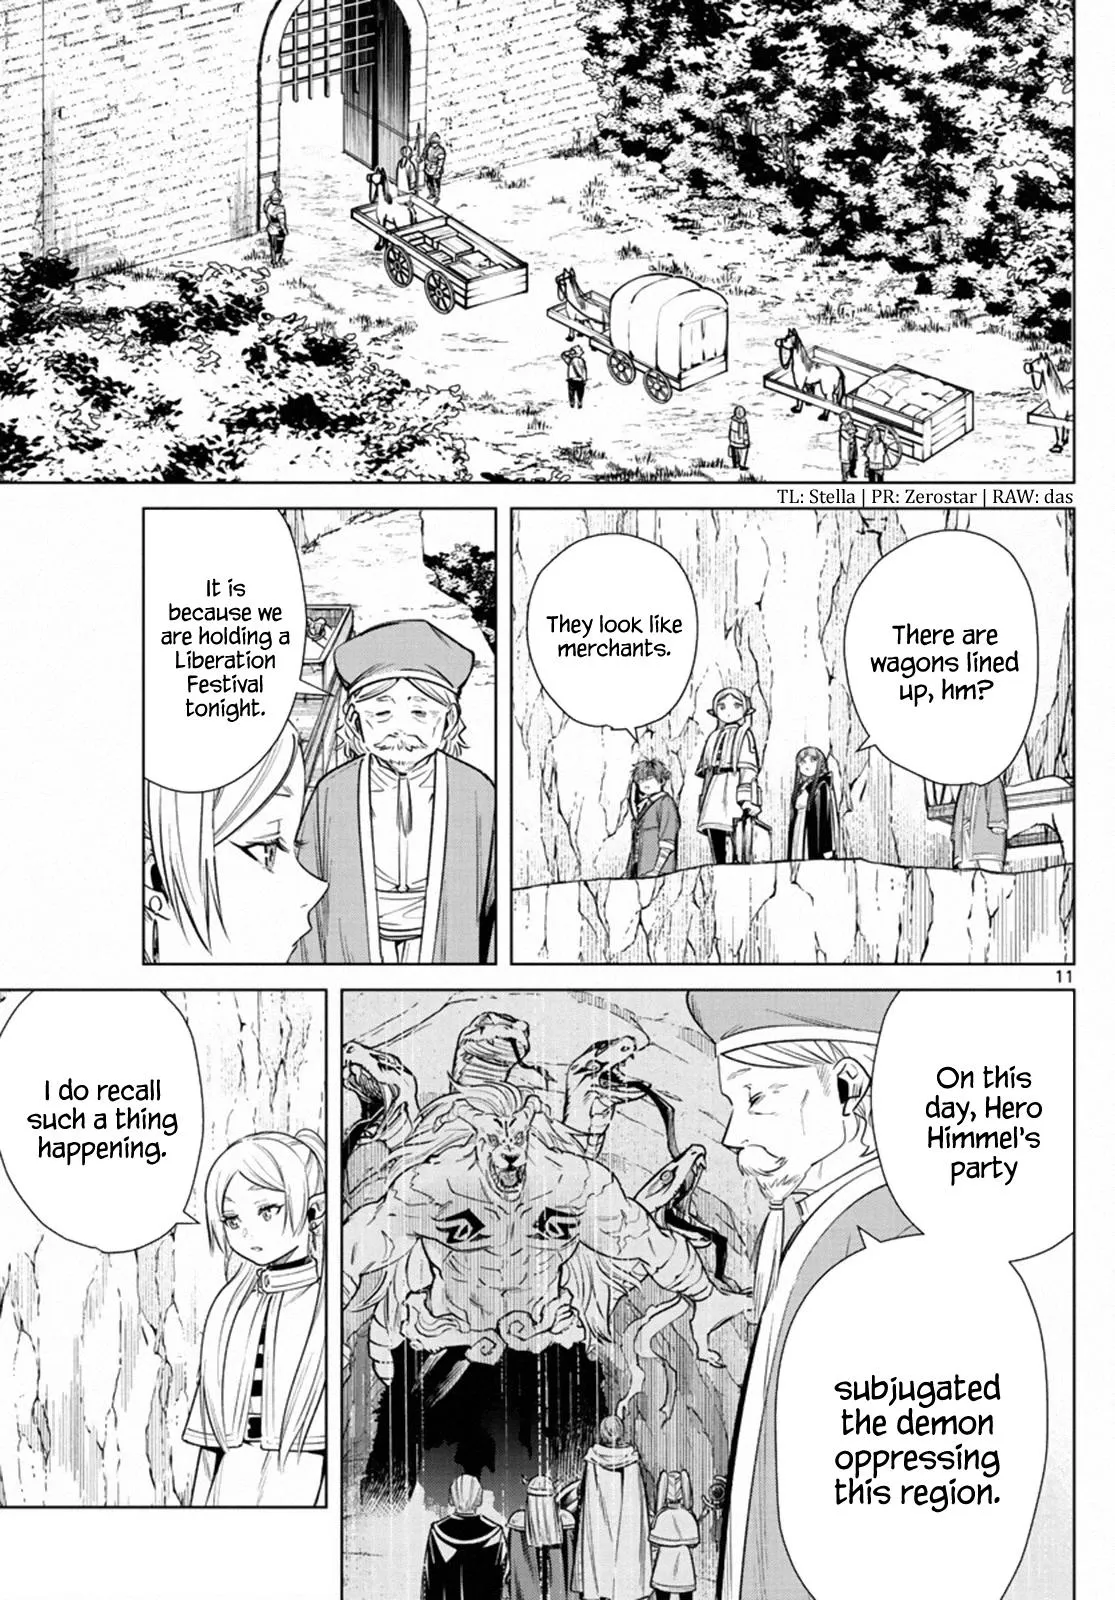 TL: Stella | PR: Zerostar | RAW: das
There are
wagons lined
up, hm?
They look like
merchants.
It is
because we
are holding a
Liberation
Festival
tonight.
11
On this
day, Hero
Himmel's
party
subjugated
the demon
oppressing
this region.
I do recall
such a thing
happening.